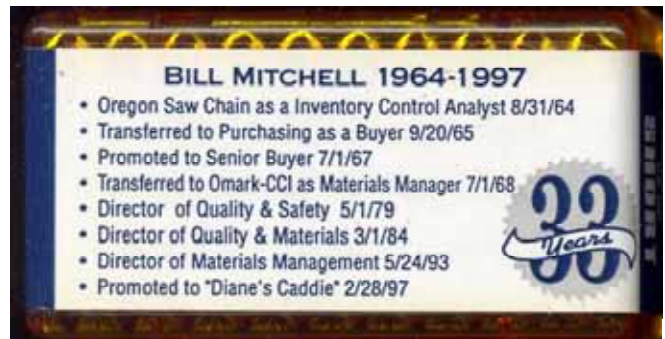 BILL MITCHELL 1964-1997
• Oregon Saw Chain as a Inventory Control Analyst 8/31/64
• Transferred to Purchasing as a Buyer 9/20/65
• Promoted to Senior Buyer 7/1/67
• Transferred to Omark-CCI as Materials Manager 7/1/68
• Director of Quality & Safety 5/1/79
• Director of Quality & Materials 3/1/84
• Director of Materials Management 5/24/93
• Promoted to "Diane's Caddie" 2/28/97
33
Years
SHORT